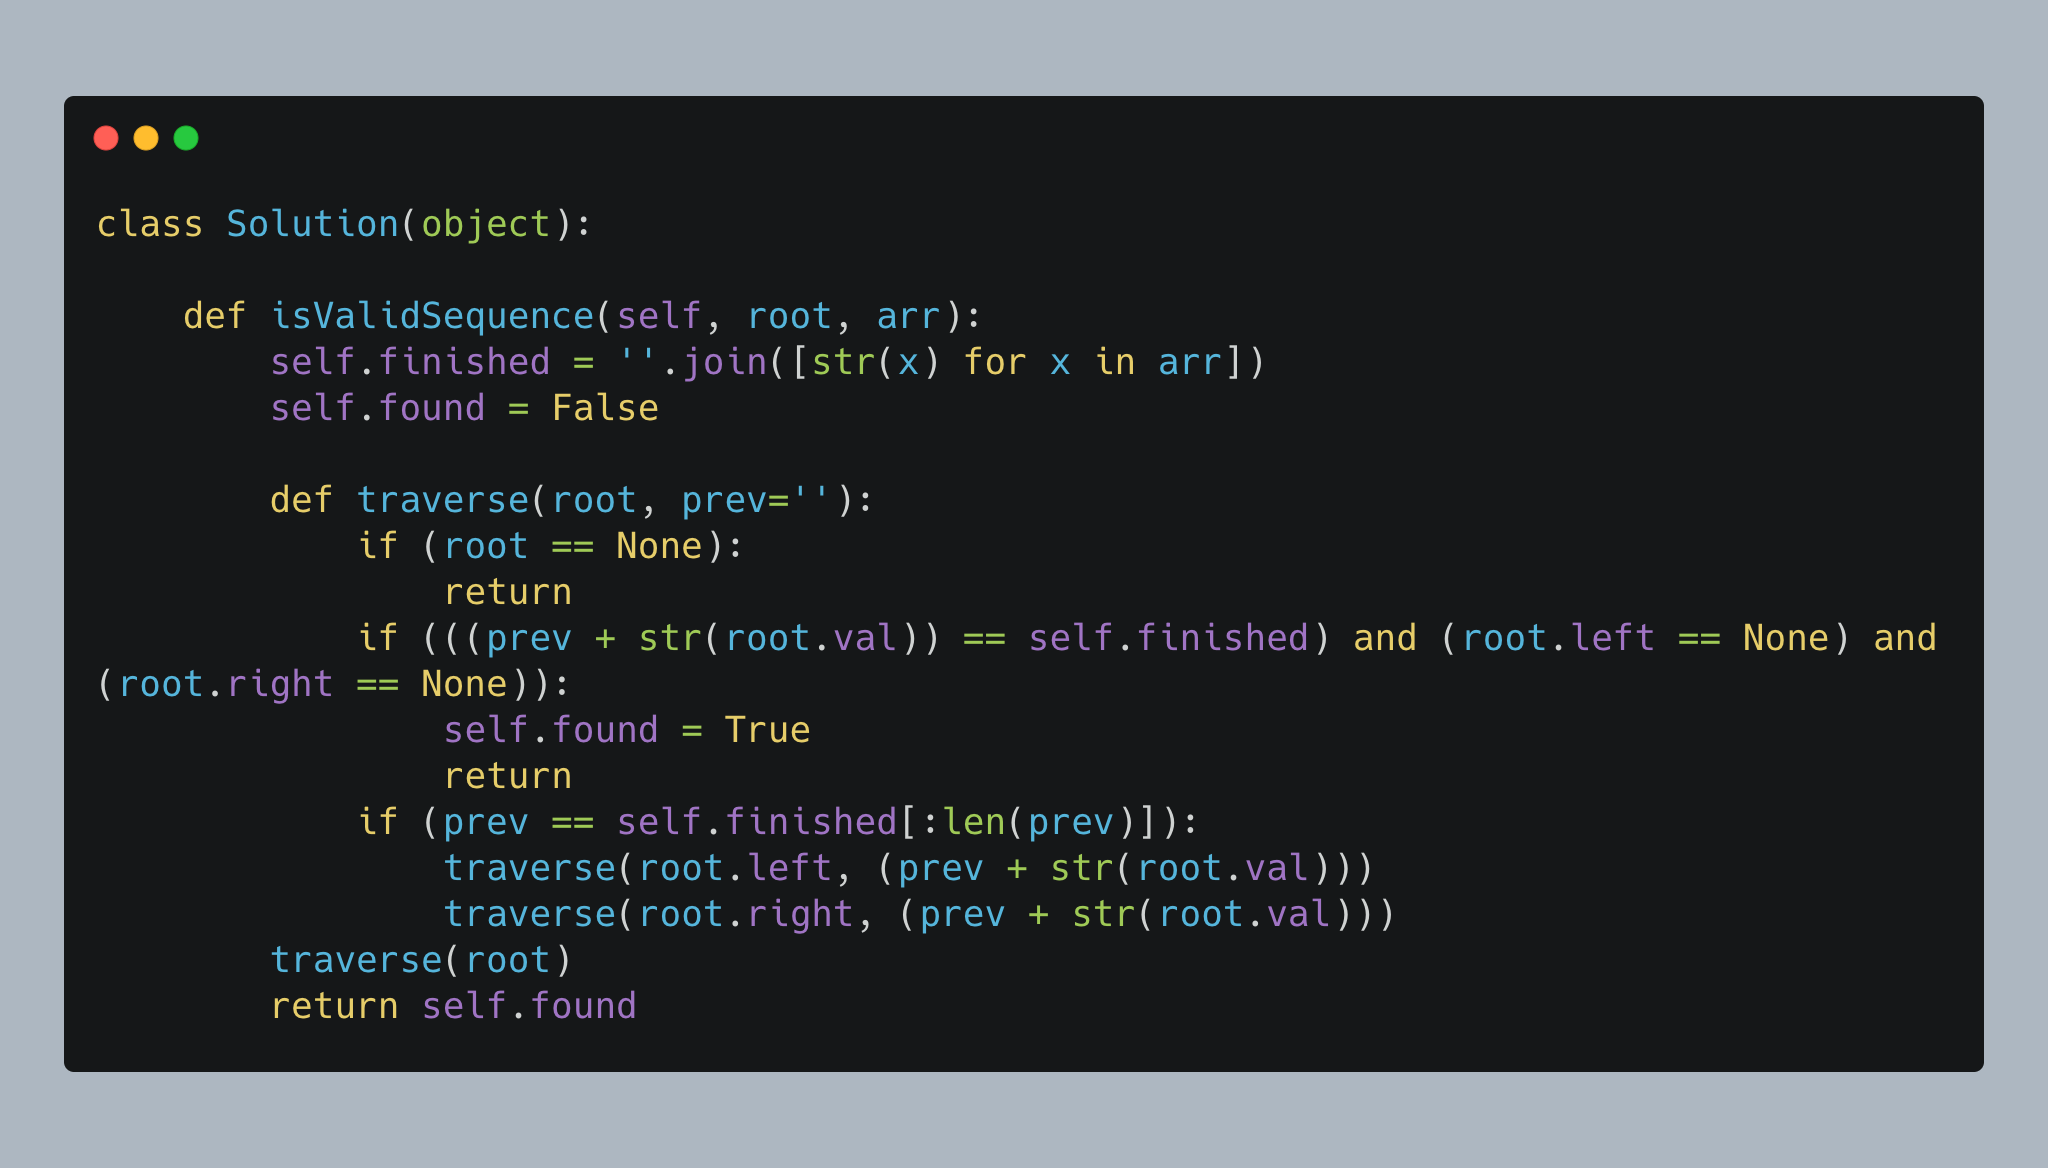 class Solution(object):

    def isValidSequence(self, root, arr):
        self.finished = ''.join([str(x) for x in arr])
        self.found = False

        def traverse(root, prev=''):
            if (root == None):
                return
            if (((prev + str(root.val)) == self.finished) and (root.left == None) and
(root.right == None)):
                self.found = True
                return
            if (prev == self.finished[:len(prev)]):
                traverse(root.left, (prev + str(root.val)))
                traverse(root.right, (prev + str(root.val)))
        traverse(root)
        return self.found